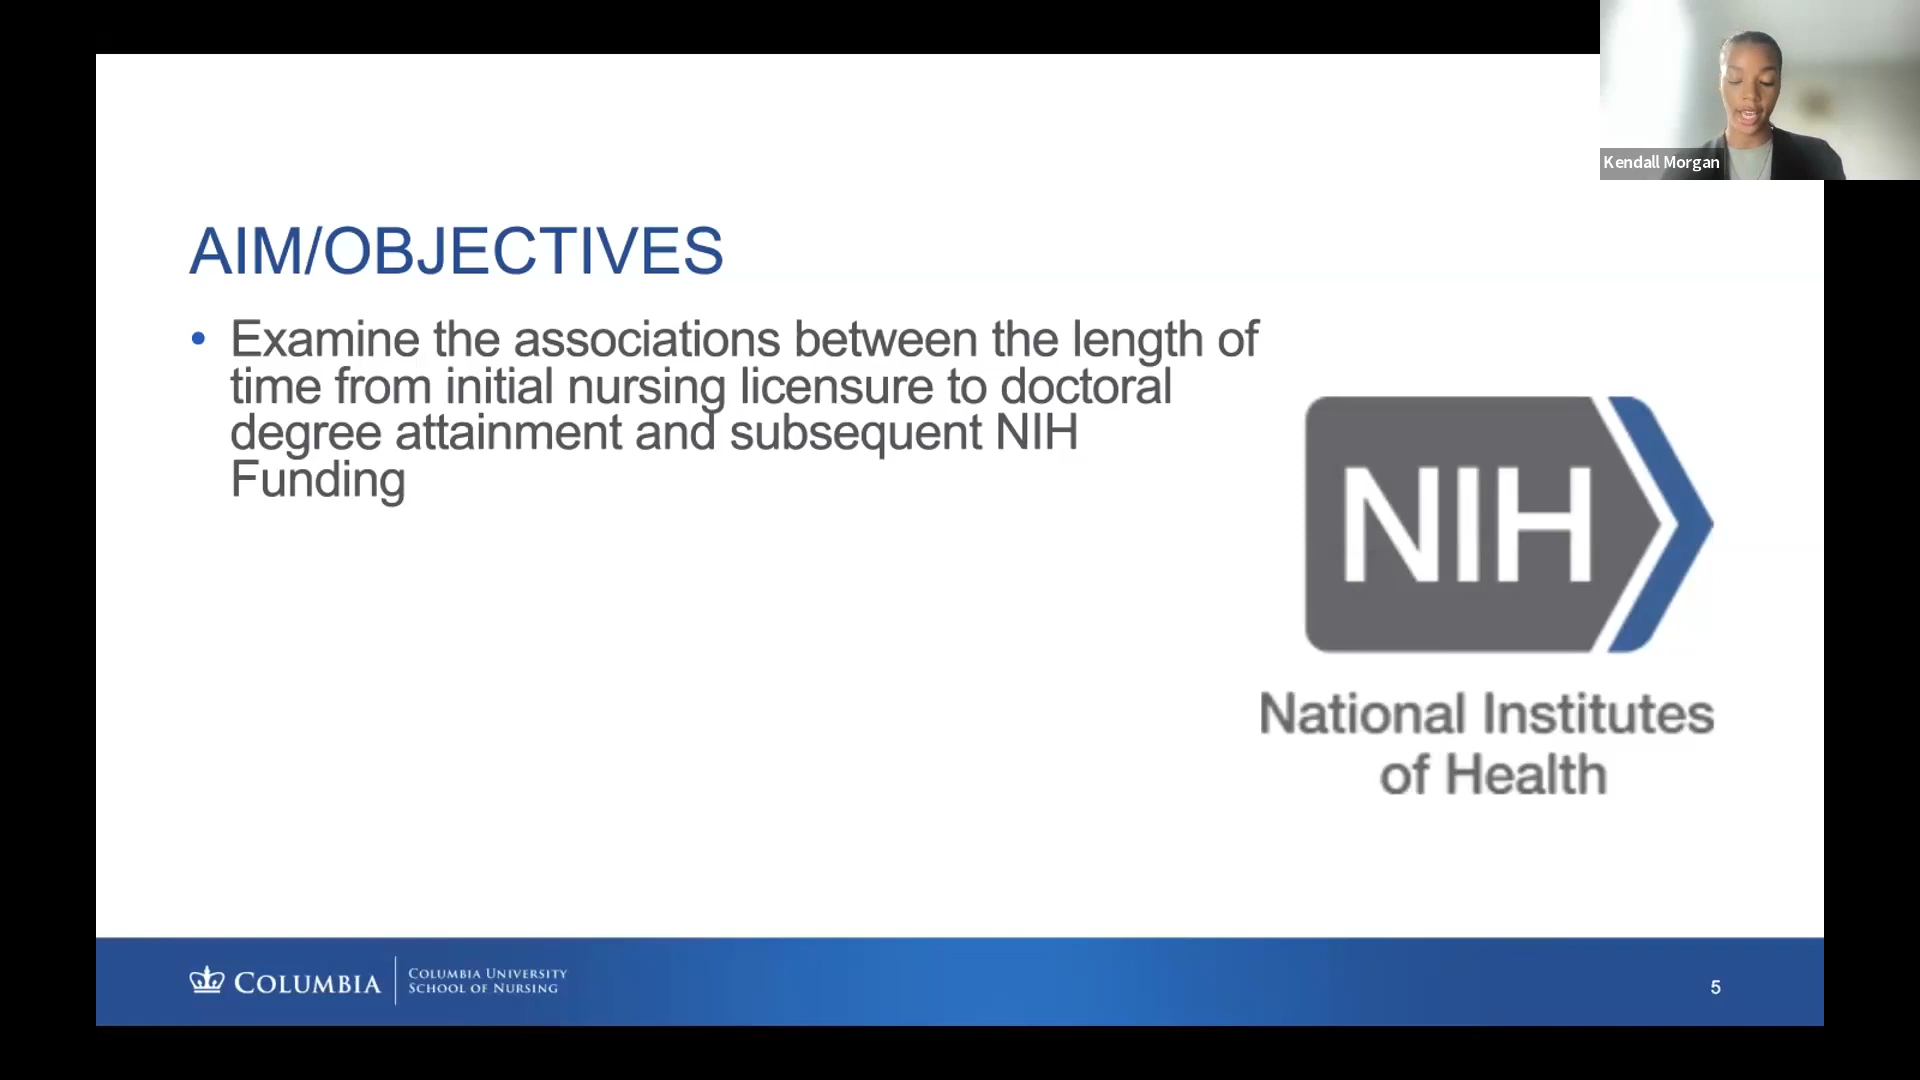 Kendall Morgan
AIM/OBJECTIVES
• Examine the associations between the length of
time from initial nursing licensure to doctoral
degree attainment and subsequent NIH
Funding
NIH
National Institutes
of Health
COLUMBIA
COLUMBIA UNIVERSITY
SCHOOL OF NURSING
5